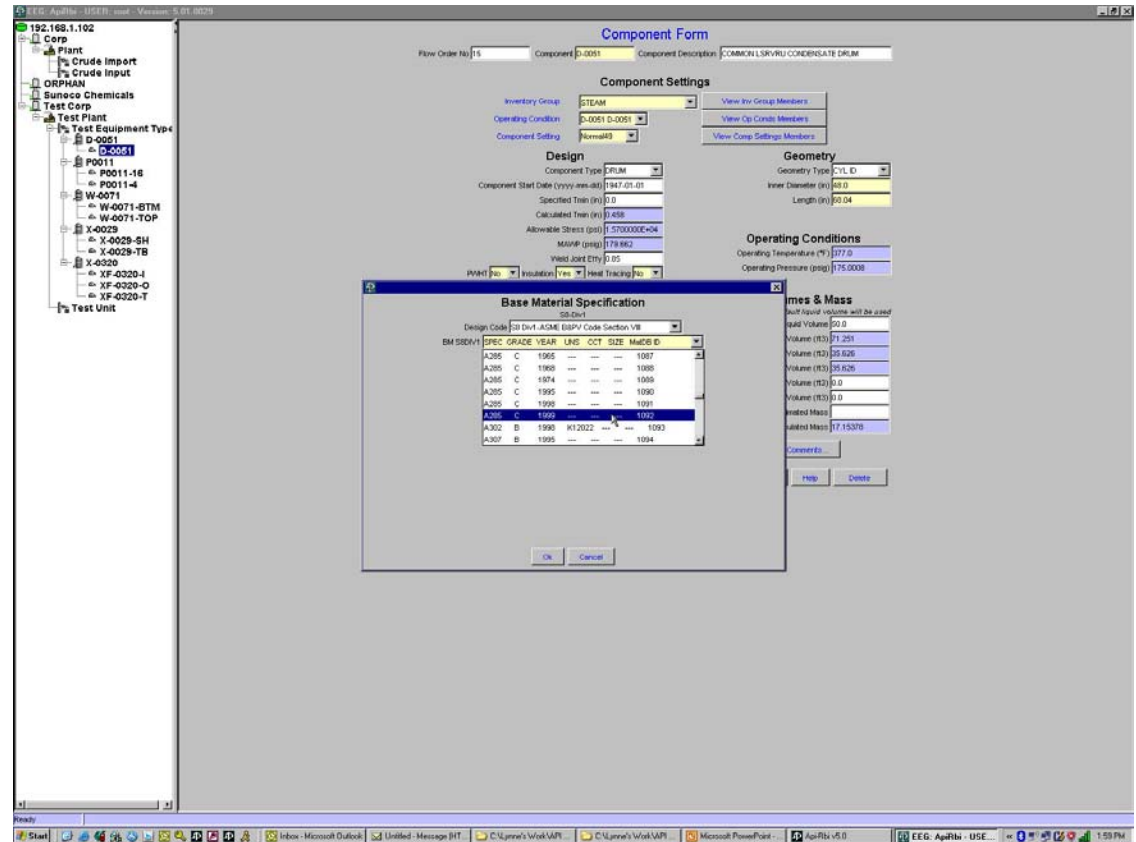 EEG: ApiRbi - USER: root - Version: 5.01.0029
192.168.1.102
Corp
Plant
Crude Import
Crude Input
ORPHAN
Sunoco Chemicals
Test Corp
Test Plant
Test Equipment Type
D-0051
D-0051
P0011
P0011-16
P0011-4
W-0071
W-0071-BTM
W-0071-TOP
X-0029
X-0029-SH
X-0029-TB
X-0320
XF-0320-I
XF-0320-O
XF-0320-T
Test Unit
Component Form
Flow Order No 15 Component D-0051 Component Description COMMON LSRVRU CONDENSATE DRUM
Component Settings
Inventory Group STEAM View Inv Group Members
Operating Condition D-0051 D-0051 View Op Conds Members
Component Setting Normal49 View Comp Settings Members
Design
Component Type DRUM
Component Start Date (yyyy-mm-dd) 1947-01-01
Specified Tmin (in) 0.0
Calculated Tmin (in) 0.458
Allowable Stress (psi) 1.5700000E+04
MAWP (psig) 179.662
Weld Joint Effy 0.85
PWHT No Insulation Yes Heat Tracing No
Geometry
Geometry Type CYL ID
Inner Diameter (in) 48.0
Length (in) 68.04
Operating Conditions
Operating Temperature (°F) 377.0
Operating Pressure (psig) 175.0008
mes & Mass
ault liquid volume will be used
quid Volume 50.0
Volume (ft3) 71.251
Volume (ft3) 35.626
Volume (ft3) 35.626
Volume (ft3) 0.0
Volume (ft3) 0.0
imated Mass
ulated Mass 17.15378
Comments...
Help Delete
Base Material Specification
S8-Div1
Design Code S8 Div1 -ASME B&PV Code Section VIII
BM S8DIV1 SPEC GRADE YEAR UNS CCT SIZE MatDB ID
A285 C 1965 --- --- --- 1087
A285 C 1968 --- --- --- 1088
A285 C 1974 --- --- --- 1089
A285 C 1995 --- --- --- 1090
A285 C 1998 --- --- --- 1091
A285 C 1999 --- --- --- 1092
A302 B 1998 K12022 --- --- 1093
A307 B 1995 --- --- --- 1094
Ok Cancel
Ready
Start Inbox - Microsoft Outlook Untitled - Message (HT... C:\Lynne's Work\API ... C:\Lynne's Work\API ... Microsoft PowerPoint - ... Api-Rbi v5.0 EEG: ApiRbi - USE... « 1:59 PM